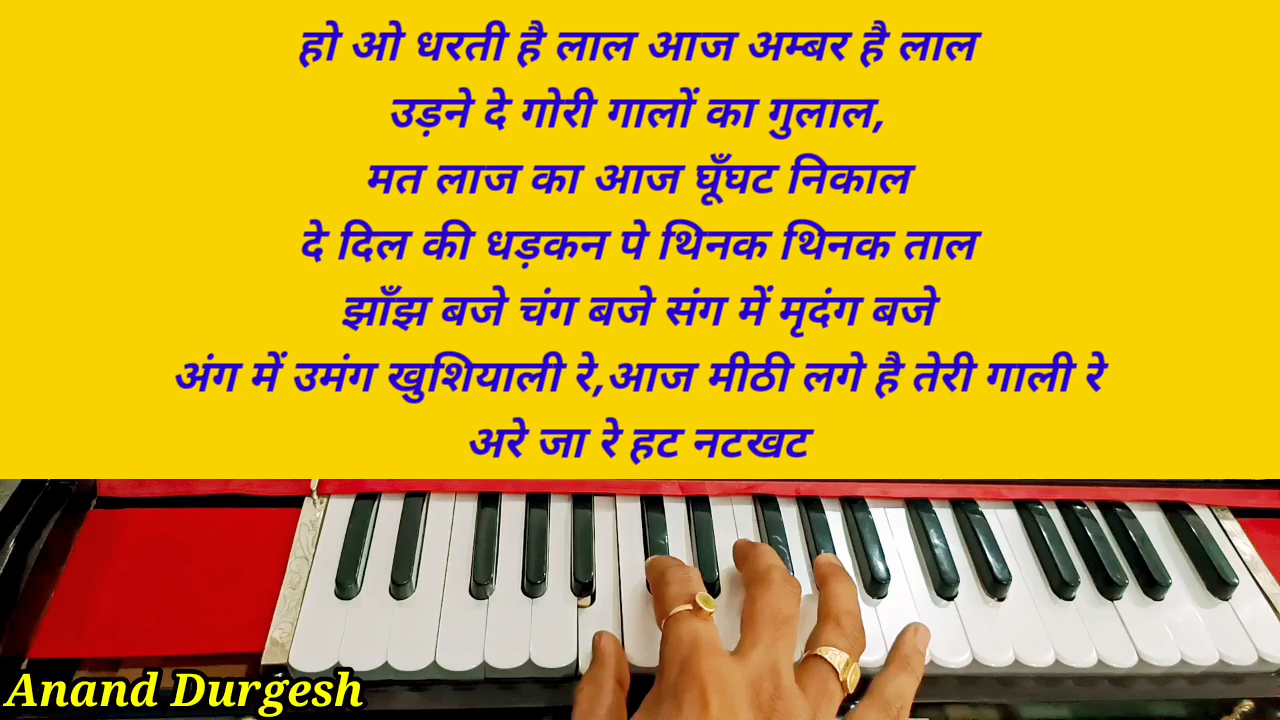 हो ओ धरती है लाल आज अम्बर है लाल
उड़ने दे गोरी गालों का गुलाल,
मत लाज का आज घूँघट निकाल
दे दिल की धड़कन पे थिनक थिनक ताल
झाँझ बजे चंग बजे संग में मृदंग बजे
अंग में उमंग खुशियाली रे,आज मीठी लगे है तेरी गाली रे
अरे जा रे हट नटखट
Anand Durgesh